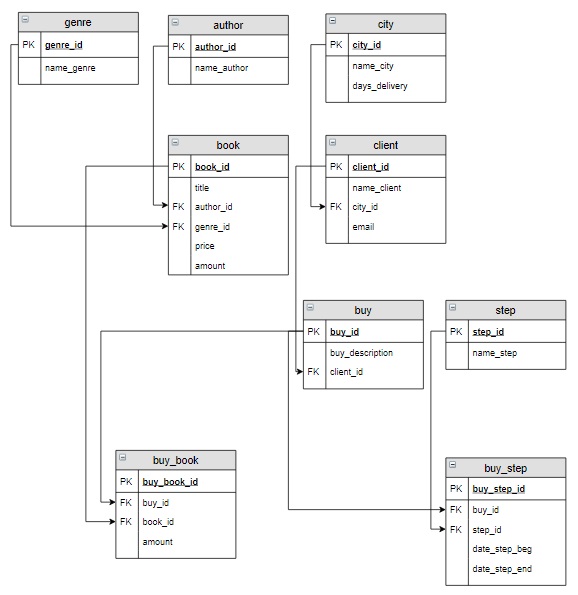 genre
PK genre_id
name_genre
author
PK author_id
name_author
city
PK city_id
name_city
days_delivery
book
PK book_id
title
FK author_id
FK genre_id
price
amount
client
PK client_id
name_client
FK city_id
email
buy
PK buy_id
buy_description
FK client_id
step
PK step_id
name_step
buy_book
PK buy_book_id
FK buy_id
FK book_id
amount
buy_step
PK buy_step_id
FK buy_id
FK step_id
date_step_beg
date_step_end